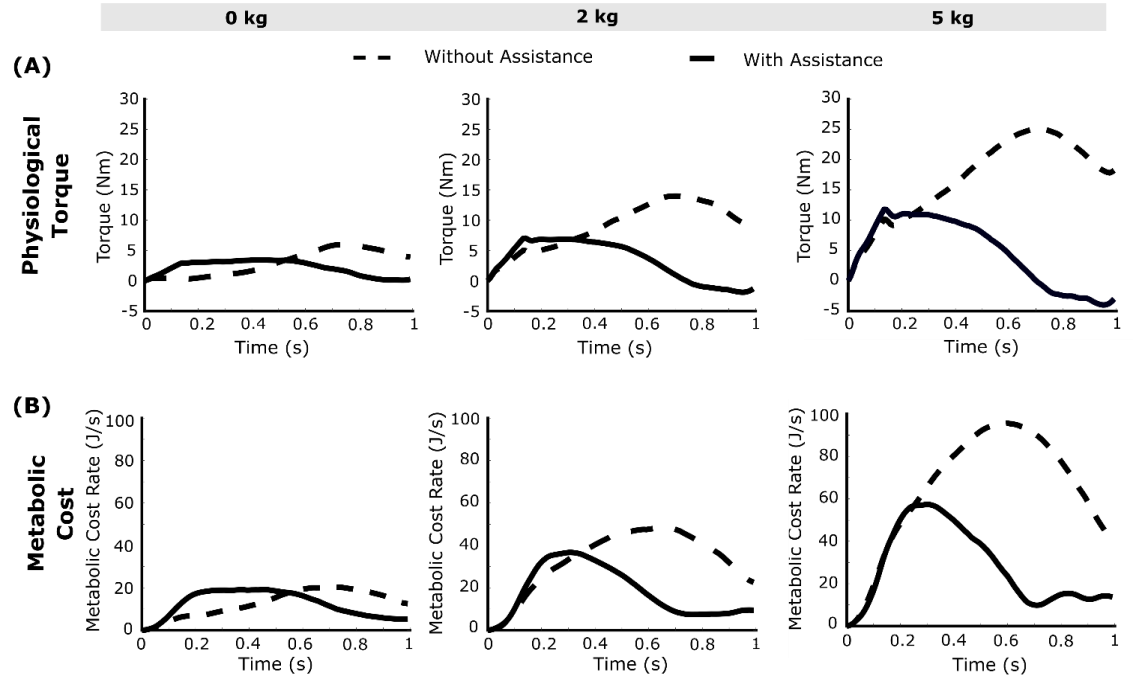 0 kg 2 kg 5 kg
Without Assistance With Assistance
(A)
Physiological
Torque
Torque (Nm)
30
25
20
15
10
5
0
-5
0 0.2 0.4 0.6 0.8 1
Time (s)
Torque (Nm)
30
25
20
15
10
5
0
-5
0 0.2 0.4 0.6 0.8 1
Time (s)
Torque (Nm)
30
25
20
15
10
5
0
-5
0 0.2 0.4 0.6 0.8 1
Time (s)
(B)
Metabolic
Cost
Metabolic Cost Rate (J/s)
100
80
60
40
20
0
0 0.2 0.4 0.6 0.8 1
Time (s)
Metabolic Cost Rate (J/s)
100
80
60
40
20
0
0 0.2 0.4 0.6 0.8 1
Time (s)
Metabolic Cost Rate (J/s)
100
80
60
40
20
0
0 0.2 0.4 0.6 0.8 1
Time (s)